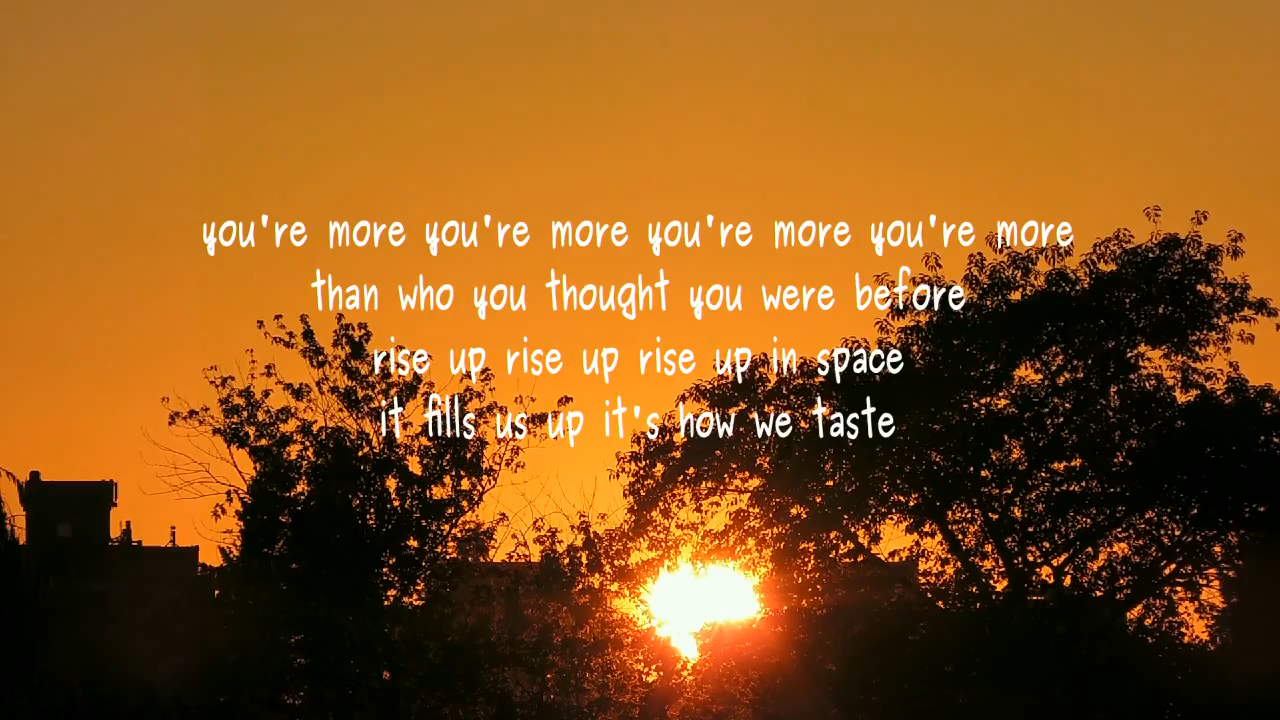 you're more you're more you're more you're more
than who you thought you were before
rise up rise up rise up in space
it fills us up it's how we taste